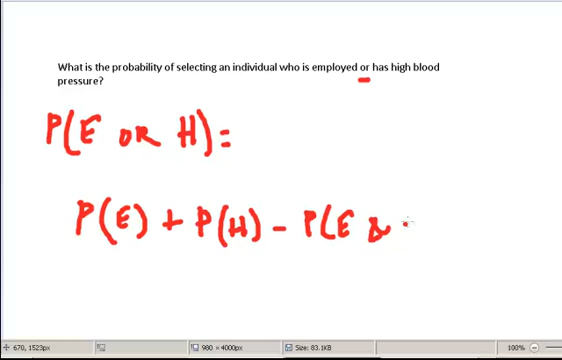 What is the probability of selecting an individual who is employed or has high blood
pressure?
P(E OR H) =
P(E) + P(H) - P(E &
670, 1523px 980 × 4000px Size: 83.1KB 100%